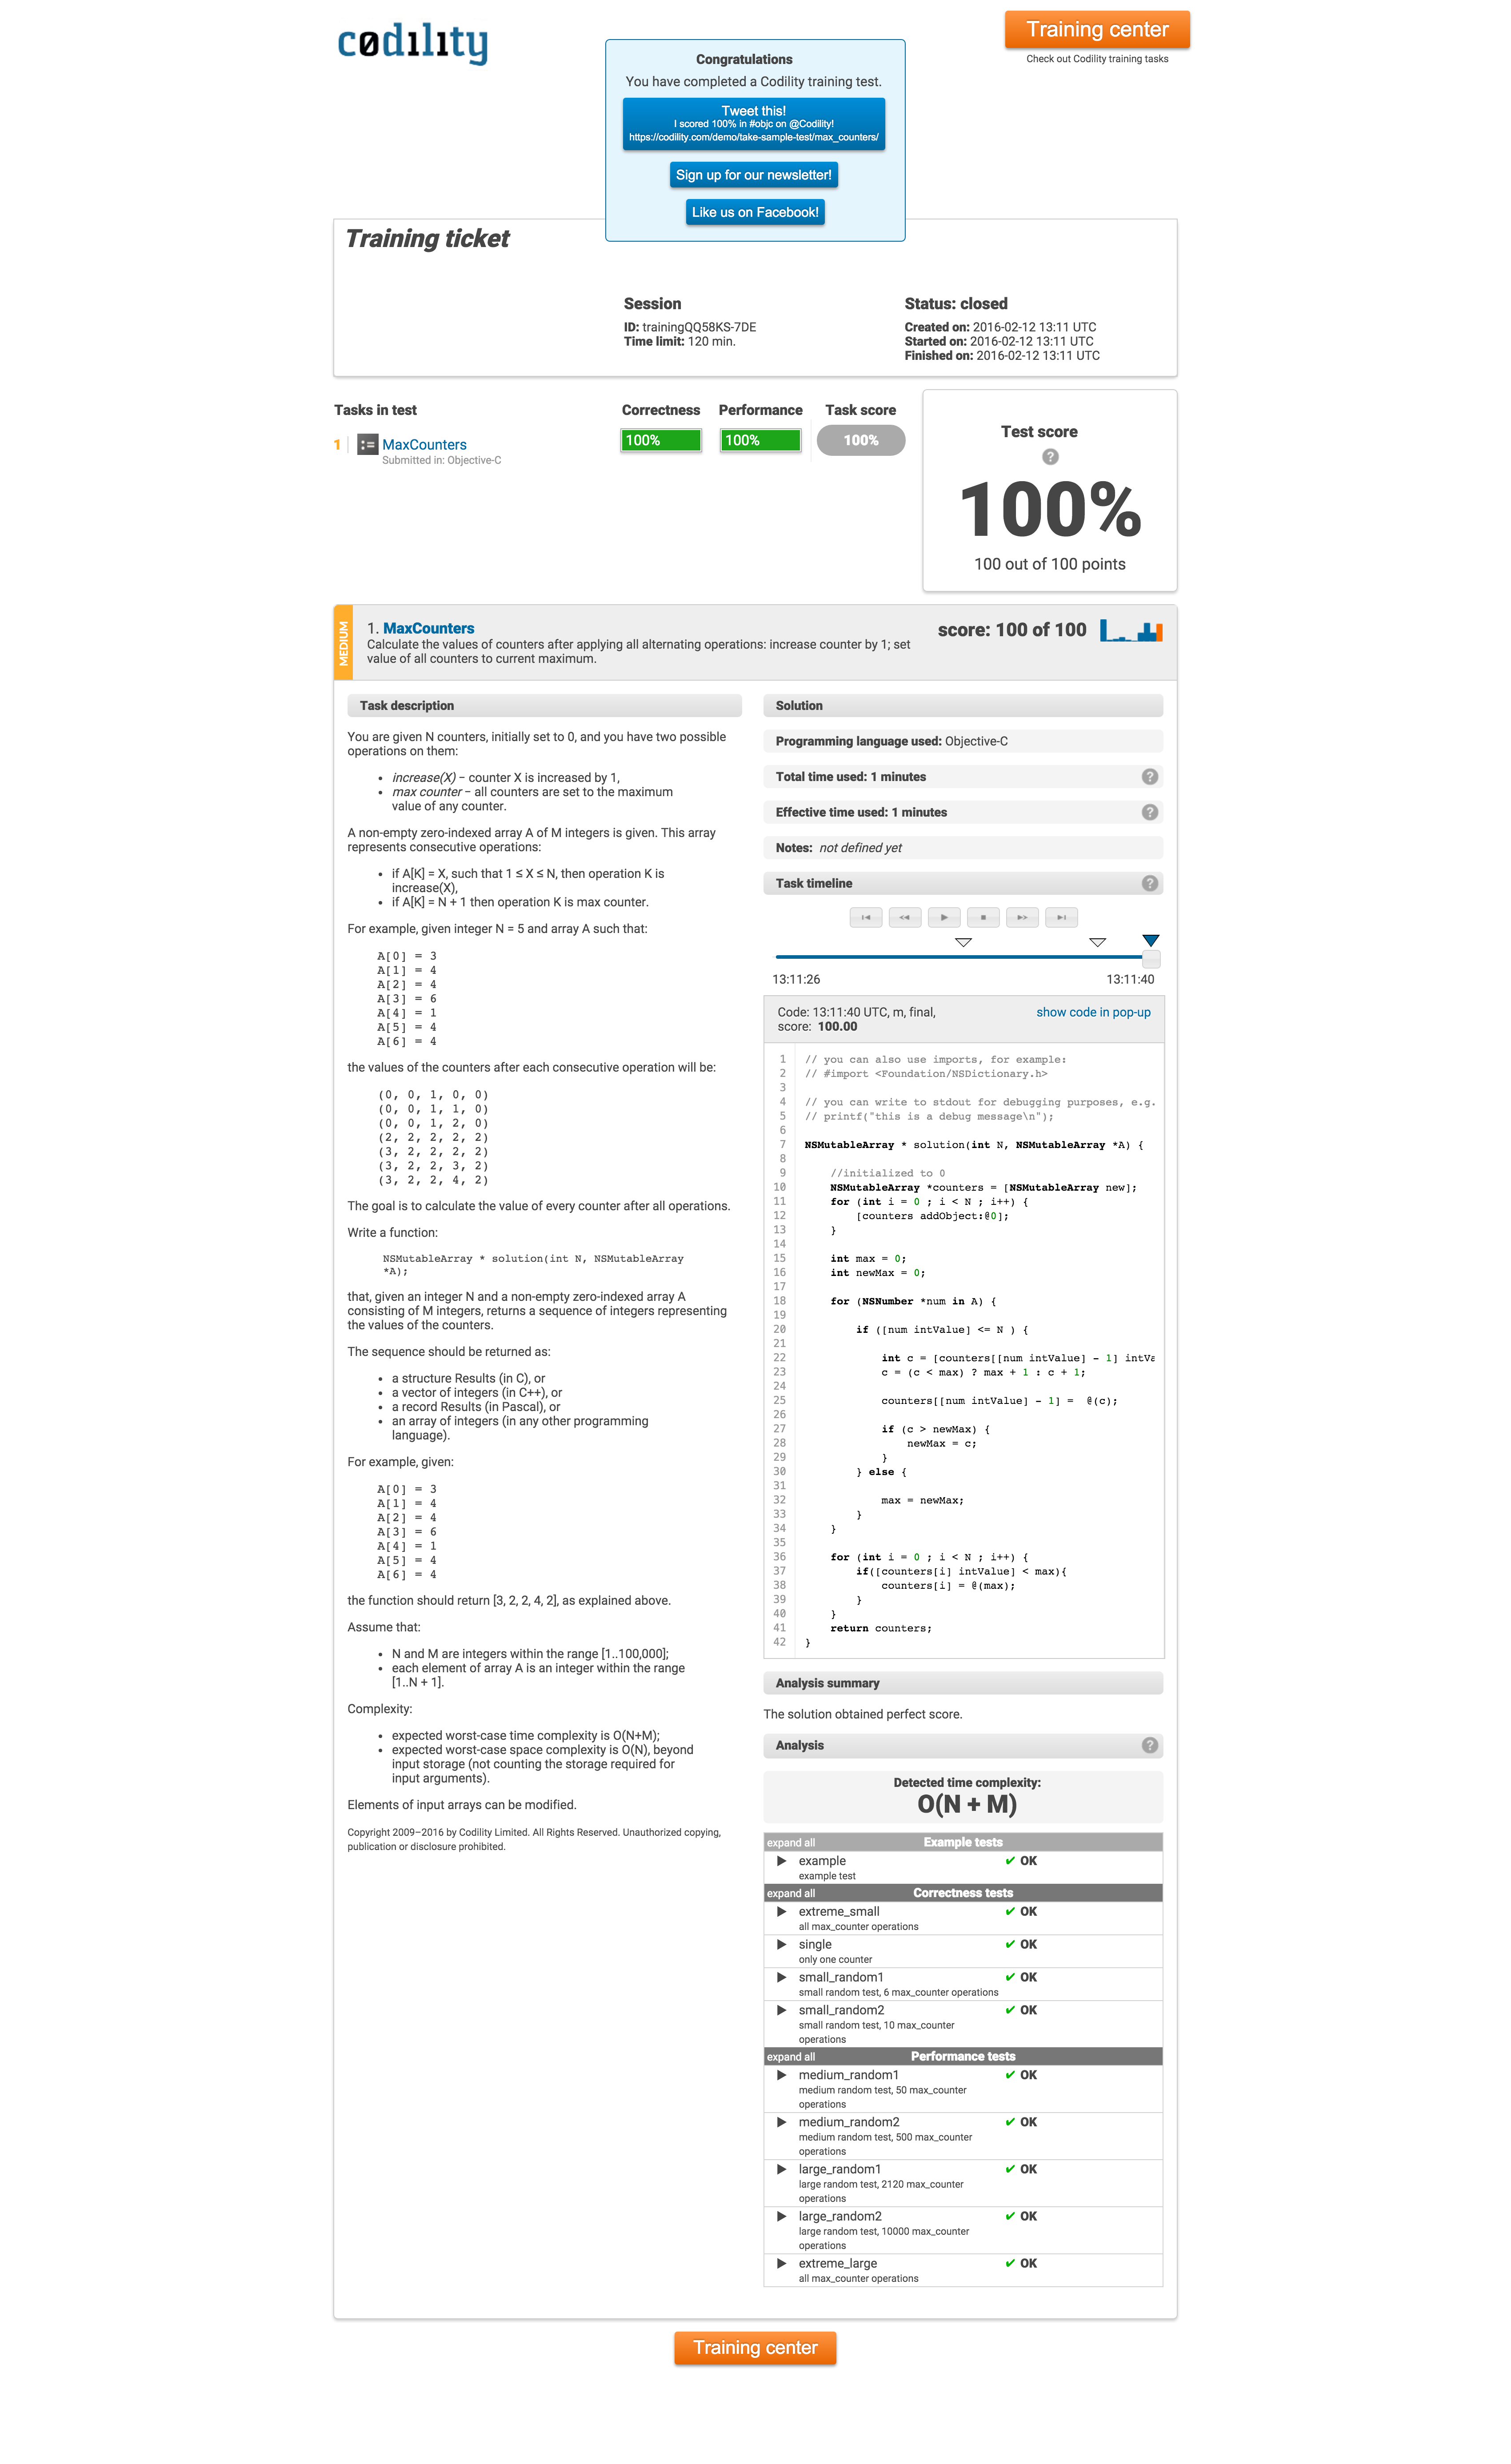 codility
Training center
Check out Codility training tasks
Congratulations
You have completed a Codility training test.
Tweet this!
I scored 100% in #objc on @Codility!
https://codility.com/demo/take-sample-test/max_counters/
Sign up for our newsletter!
Like us on Facebook!
Training ticket
Session
ID: trainingQQ58KS-7DE
Time limit: 120 min.
Status: closed
Created on: 2016-02-12 13:11 UTC
Started on: 2016-02-12 13:11 UTC
Finished on: 2016-02-12 13:11 UTC
Tasks in test
Correctness
Performance
Task score
1
MaxCounters
Submitted in: Objective-C
100%
100%
100%
Test score
?
100%
100 out of 100 points
MEDIUM
1. MaxCounters
Calculate the values of counters after applying all alternating operations: increase counter by 1; set
value of all counters to current maximum.
score: 100 of 100
Task description
You are given N counters, initially set to 0, and you have two possible
operations on them:
• increase(X) − counter X is increased by 1,
• max counter − all counters are set to the maximum
value of any counter.
A non-empty zero-indexed array A of M integers is given. This array
represents consecutive operations:
• if A[K] = X, such that 1 ≤ X ≤ N, then operation K is
increase(X),
• if A[K] = N + 1 then operation K is max counter.
For example, given integer N = 5 and array A such that:
A[0] = 3
A[1] = 4
A[2] = 4
A[3] = 6
A[4] = 1
A[5] = 4
A[6] = 4
the values of the counters after each consecutive operation will be:
(0, 0, 1, 0, 0)
(0, 0, 1, 1, 0)
(0, 0, 1, 2, 0)
(2, 2, 2, 2, 2)
(3, 2, 2, 2, 2)
(3, 2, 2, 3, 2)
(3, 2, 2, 4, 2)
The goal is to calculate the value of every counter after all operations.
Write a function:
NSMutableArray * solution(int N, NSMutableArray
*A);
that, given an integer N and a non-empty zero-indexed array A
consisting of M integers, returns a sequence of integers representing
the values of the counters.
The sequence should be returned as:
• a structure Results (in C), or
• a vector of integers (in C++), or
• a record Results (in Pascal), or
• an array of integers (in any other programming
language).
For example, given:
A[0] = 3
A[1] = 4
A[2] = 4
A[3] = 6
A[4] = 1
A[5] = 4
A[6] = 4
the function should return [3, 2, 2, 4, 2], as explained above.
Assume that:
• N and M are integers within the range [1..100,000];
• each element of array A is an integer within the range
[1..N + 1].
Complexity:
• expected worst-case time complexity is O(N+M);
• expected worst-case space complexity is O(N), beyond
input storage (not counting the storage required for
input arguments).
Elements of input arrays can be modified.
Copyright 2009–2016 by Codility Limited. All Rights Reserved. Unauthorized copying,
publication or disclosure prohibited.
Solution
Programming language used: Objective-C
Total time used: 1 minutes
?
Effective time used: 1 minutes
?
Notes: not defined yet
Task timeline
?
13:11:26
13:11:40
Code: 13:11:40 UTC, m, final,
score: 100.00
show code in pop-up
1 // you can also use imports, for example:
2 // #import <Foundation/NSDictionary.h>
3
4 // you can write to stdout for debugging purposes, e.g.
5 // printf("this is a debug message\n");
6
7 NSMutableArray * solution(int N, NSMutableArray *A) {
8
9 //initialized to 0
10 NSMutableArray *counters = [NSMutableArray new];
11 for (int i = 0 ; i < N ; i++) {
12 [counters addObject:@0];
13 }
14
15 int max = 0;
16 int newMax = 0;
17
18 for (NSNumber *num in A) {
19
20 if ([num intValue] <= N ) {
21
22 int c = [counters[[num intValue] - 1] intVa
23 c = (c < max) ? max + 1 : c + 1;
24
25 counters[[num intValue] - 1] = @(c);
26
27 if (c > newMax) {
28 newMax = c;
29 }
30 } else {
31
32 max = newMax;
33 }
34 }
35
36 for (int i = 0 ; i < N ; i++) {
37 if([counters[i] intValue] < max){
38 counters[i] = @(max);
39 }
40 }
41 return counters;
42 }
Analysis summary
The solution obtained perfect score.
Analysis
?
Detected time complexity:
O(N + M)
expand all Example tests
example ✔ OK
example test
expand all Correctness tests
extreme_small ✔ OK
all max_counter operations
single ✔ OK
only one counter
small_random1 ✔ OK
small random test, 6 max_counter operations
small_random2 ✔ OK
small random test, 10 max_counter
operations
expand all Performance tests
medium_random1 ✔ OK
medium random test, 50 max_counter
operations
medium_random2 ✔ OK
medium random test, 500 max_counter
operations
large_random1 ✔ OK
large random test, 2120 max_counter
operations
large_random2 ✔ OK
large random test, 10000 max_counter
operations
extreme_large ✔ OK
all max_counter operations
Training center